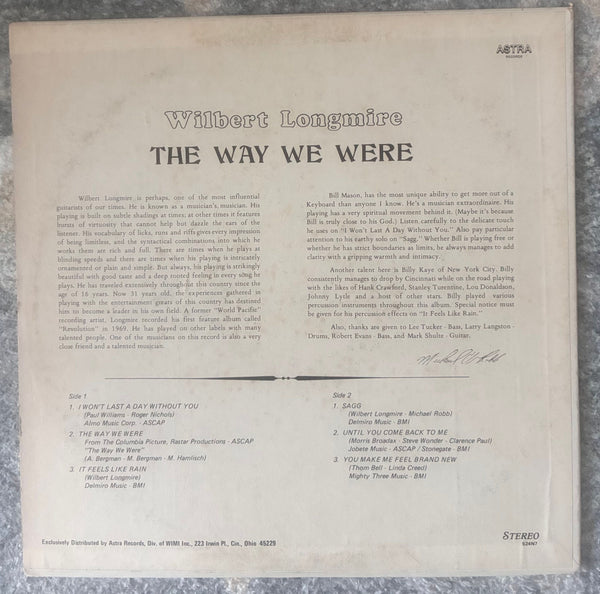 ASTRA
RECORDS
Wilbert Longmire
THE WAY WE WERE
Wilbert Longmire is perhaps, one of the most influential
guitarists of our times. He is known as a musician's, musician. His
playing is built on subtle shadings at times; at other times it features
bursts of virtuosity that cannot help but dazzle the ears of the
listener. His vocabulary of licks, runs and riffs gives every impression
of being limitless, and the syntactical combinations into which he
works them are rich and full. There are times when he plays at
blinding speeds and there are times when his playing is intricately
ornamented or plain and simple. But always, his playing is strikingly
beautiful with good taste and a deep rooted feeling in every song he
plays. He has traveled extensively throughout this country since the
age of 16 years. Now 31 years old, the experiences gathered in
playing with the entertainment greats of this country has destined
him to become a leader in his own field. A former "World Pacific"
recording artist, Longmire recorded his first feature album called
"Revolution" in 1969. He has played on other labels with many
talented people. One of the musicians on this record is also a very
close friend and a talented musician.
Bill Mason, has the most unique ability to get more out of a
Keyboard than anyone I know. He's a musician extraordinaire. His
playing has a very spiritual movement behind it. (Maybe it's because
Bill is truly close to his God.) Listen carefully to the delicate touch
he uses on "I Won't Last A Day Without You." Also pay particular
attention to his earthy solo on "Sagg." Whether Bill is playing free or
whether he has strict boundaries as limits, he always manages to add
clarity with a gripping warmth and intimacy.
Another talent here is Billy Kaye of New York City. Billy
consistently manages to drop by Cincinnati while on the road playing
with the likes of Hank Crawford, Stanley Turentine, Lou Donaldson,
Johnny Lytle and a host of other stars. Billy played various
percussion instruments throughout this album. Special notice must
be given for his percussion effects on "It Feels Like Rain."
Also, thanks are given to Lee Tucker - Bass, Larry Langston -
Drums, Robert Evans - Bass, and Mark Shulte - Guitar.
Side 1
1. I WON'T LAST A DAY WITHOUT YOU
(Paul Williams - Roger Nichols)
Almo Music Corp. - ASCAP
2. THE WAY WE WERE
From The Columbia Picture, Rastar Productions - ASCAP
"The Way We Were"
(A. Bergman - M. Bergman - M. Hamlisch)
3. IT FEELS LIKE RAIN
(Wilbert Longmire)
Delmiro Music - BMI
Side 2
1. SAGG
(Wilbert Longmire - Michael Robb)
Delmiro Music - BMI
2. UNTIL YOU COME BACK TO ME
(Morris Broadax - Steve Wonder - Clarence Paul)
Jobete Music - ASCAP / Stonegate - BMI
3. YOU MAKE ME FEEL BRAND NEW
(Thom Bell - Linda Creed)
Mighty Three Music - BMI
Exclusively Distributed by Astra Records, Div. of WIMI Inc., 223 Irwin Pl., Cin., Ohio 45229
STEREO